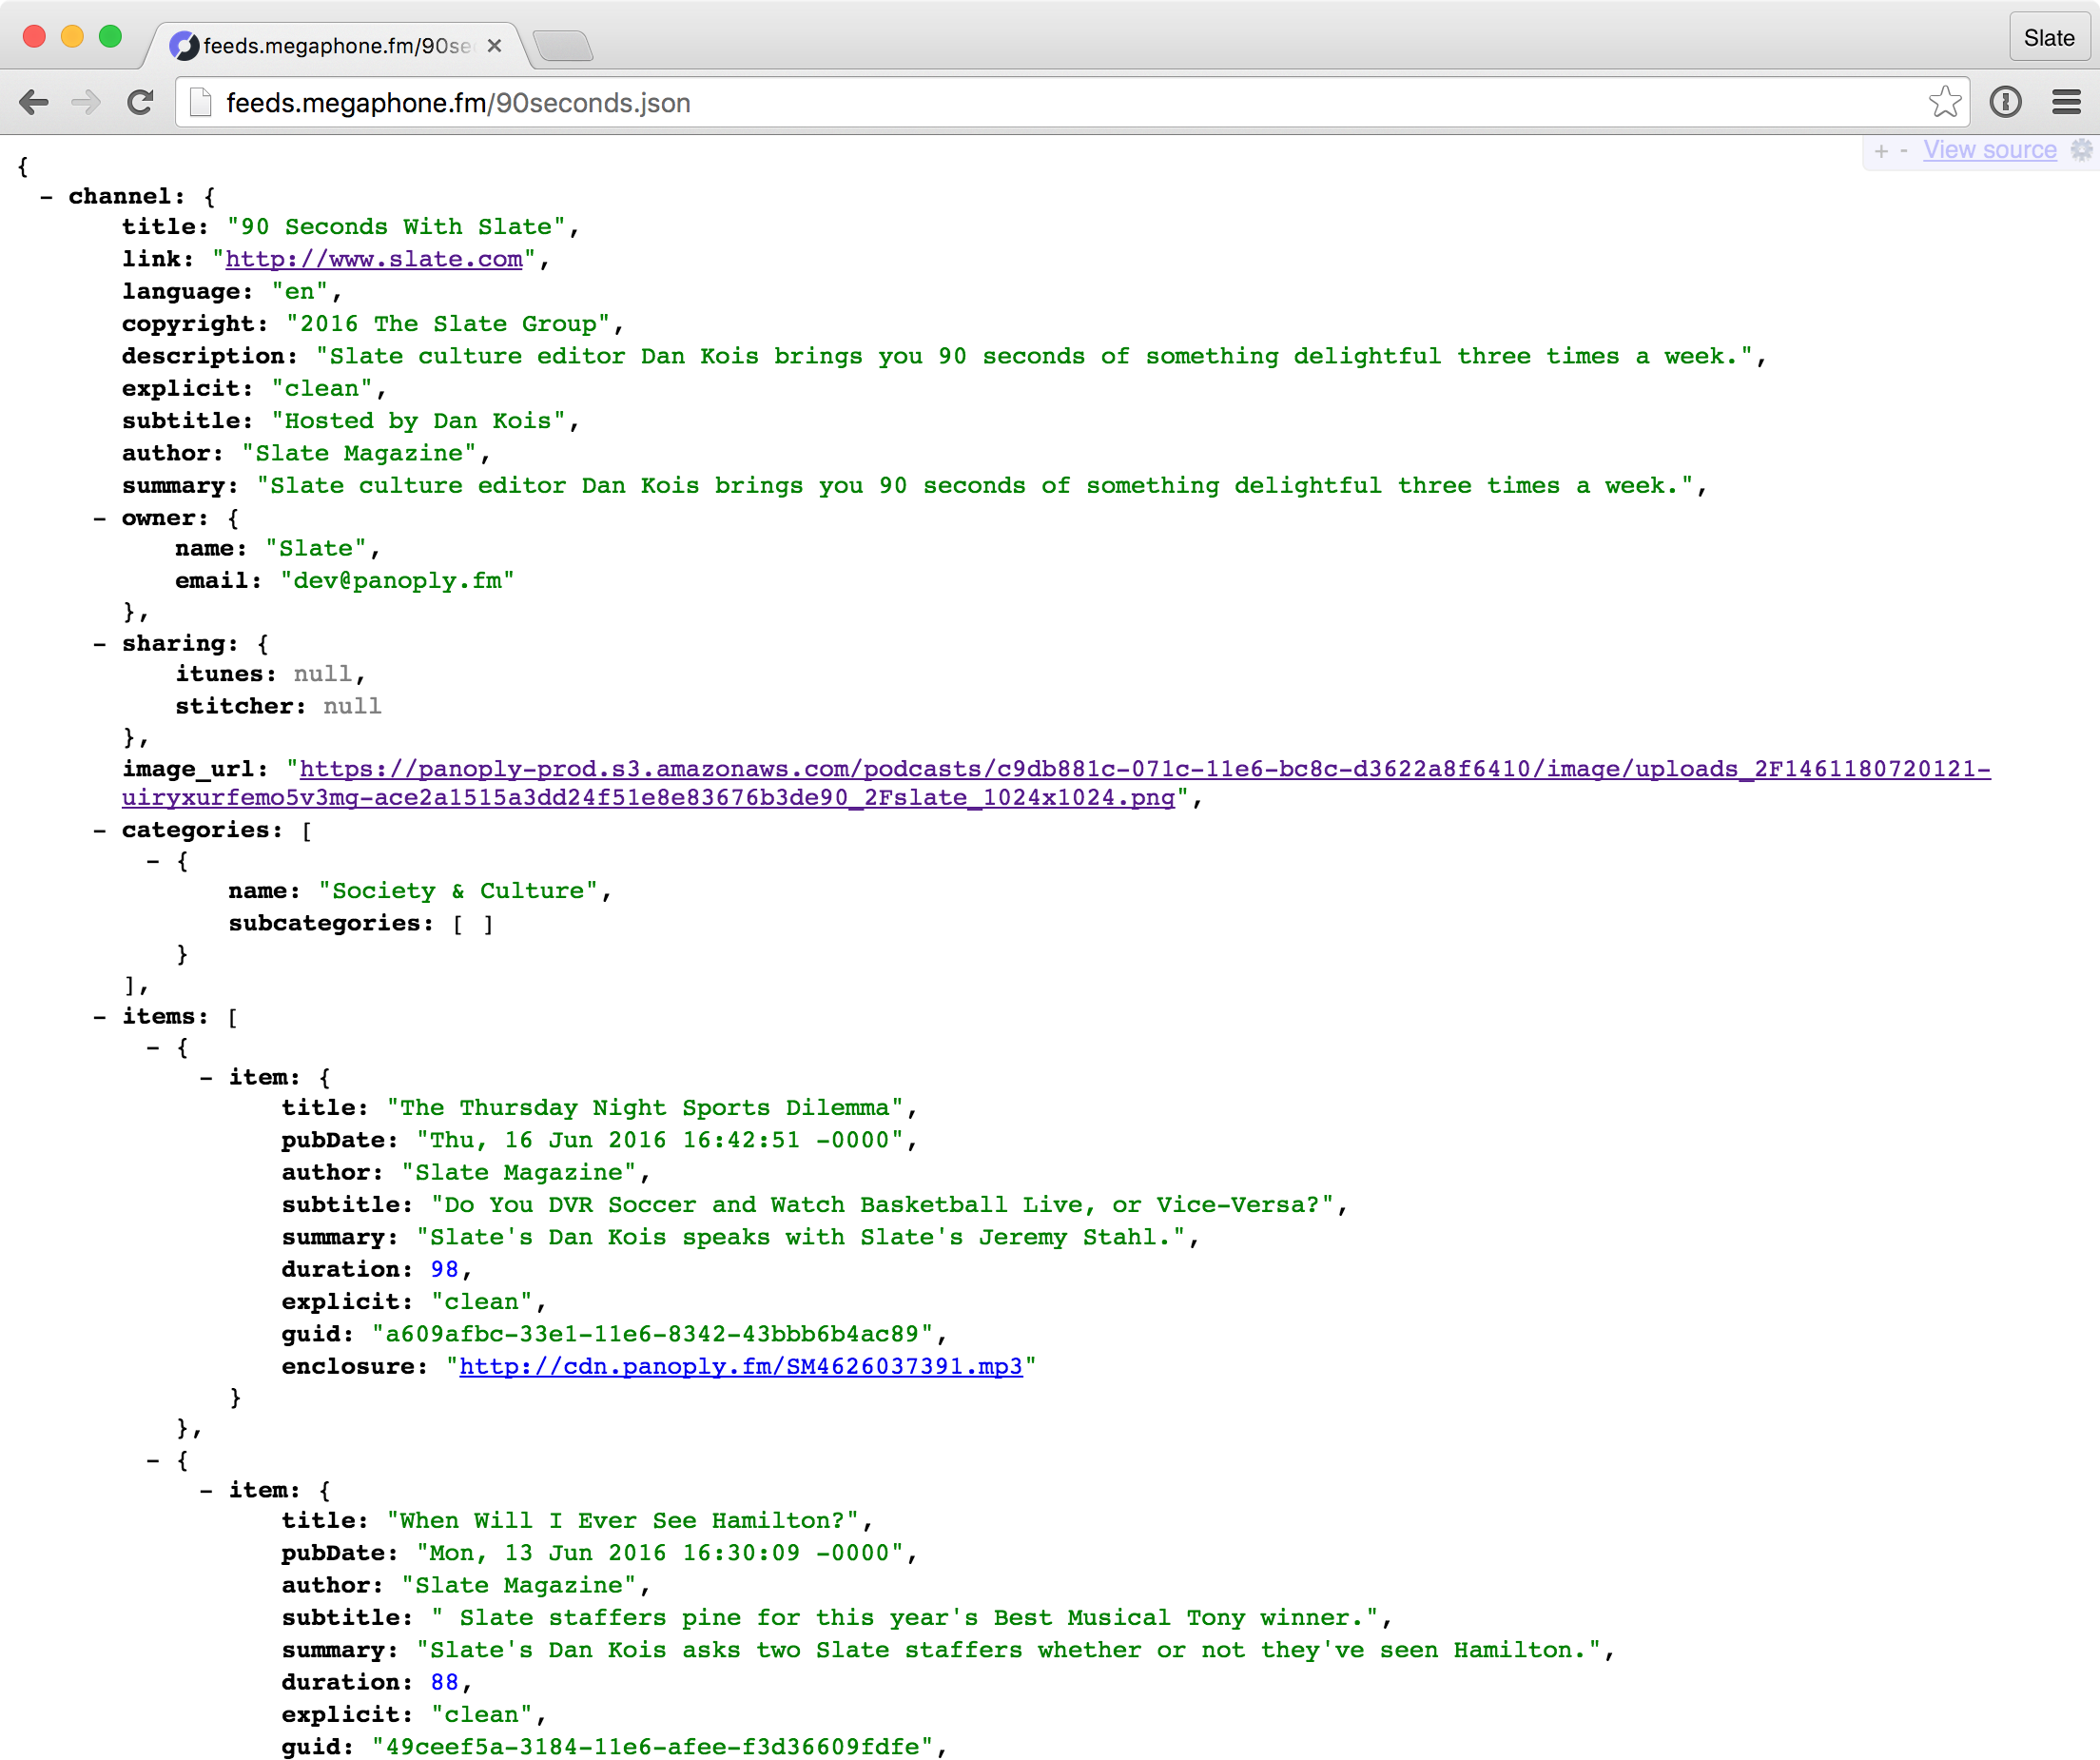 feeds.megaphone.fm/90se
Slate
feeds.megaphone.fm/90seconds.json
+ - View source
{
- channel: {
title: "90 Seconds With Slate",
link: "http://www.slate.com",
language: "en",
copyright: "2016 The Slate Group",
description: "Slate culture editor Dan Kois brings you 90 seconds of something delightful three times a week.",
explicit: "clean",
subtitle: "Hosted by Dan Kois",
author: "Slate Magazine",
summary: "Slate culture editor Dan Kois brings you 90 seconds of something delightful three times a week.",
- owner: {
name: "Slate",
email: "dev@panoply.fm"
},
- sharing: {
itunes: null,
stitcher: null
},
image_url: "https://panoply-prod.s3.amazonaws.com/podcasts/c9db881c-071c-11e6-bc8c-d3622a8f6410/image/uploads_2F1461180720121-
uiryxurfemo5v3mg-ace2a1515a3dd24f51e8e83676b3de90_2Fslate_1024x1024.png",
- categories: [
- {
name: "Society & Culture",
subcategories: [ ]
}
],
- items: [
- {
- item: {
title: "The Thursday Night Sports Dilemma",
pubDate: "Thu, 16 Jun 2016 16:42:51 -0000",
author: "Slate Magazine",
subtitle: "Do You DVR Soccer and Watch Basketball Live, or Vice-Versa?",
summary: "Slate's Dan Kois speaks with Slate's Jeremy Stahl.",
duration: 98,
explicit: "clean",
guid: "a609afbc-33e1-11e6-8342-43bbb6b4ac89",
enclosure: "http://cdn.panoply.fm/SM4626037391.mp3"
}
},
- {
- item: {
title: "When Will I Ever See Hamilton?",
pubDate: "Mon, 13 Jun 2016 16:30:09 -0000",
author: "Slate Magazine",
subtitle: " Slate staffers pine for this year's Best Musical Tony winner.",
summary: "Slate's Dan Kois asks two Slate staffers whether or not they've seen Hamilton.",
duration: 88,
explicit: "clean",
guid: "49ceef5a-3184-11e6-afee-f3d36609fdfe",